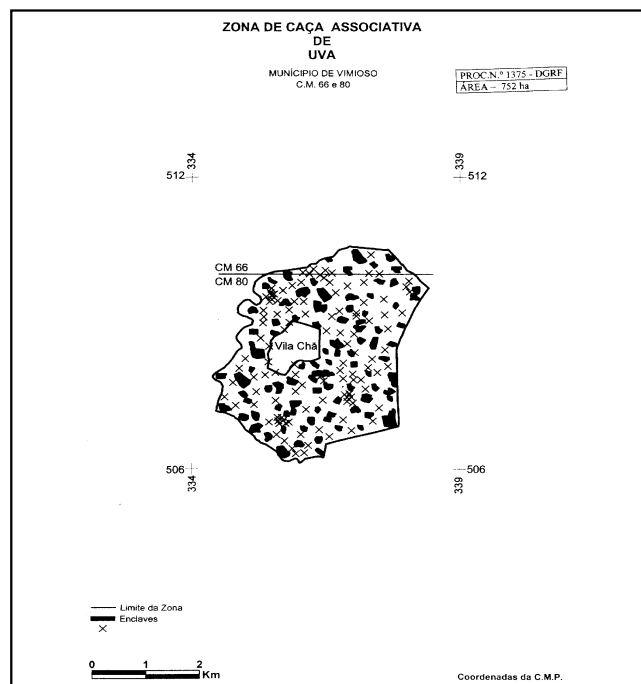 ZONA DE CAÇA ASSOCIATIVA
DE
UVA
MUNÍCIPIO DE VIMIOSO
C.M. 66 e 80
PROC.N.º 1375 - DGRF
ÁREA – 752 ha
334
339
512
512
CM 66
CM 80
Vila Chã
506
506
334
339
Limite da Zona
Enclaves
0 1 2
Km
Coordenadas da C.M.P.